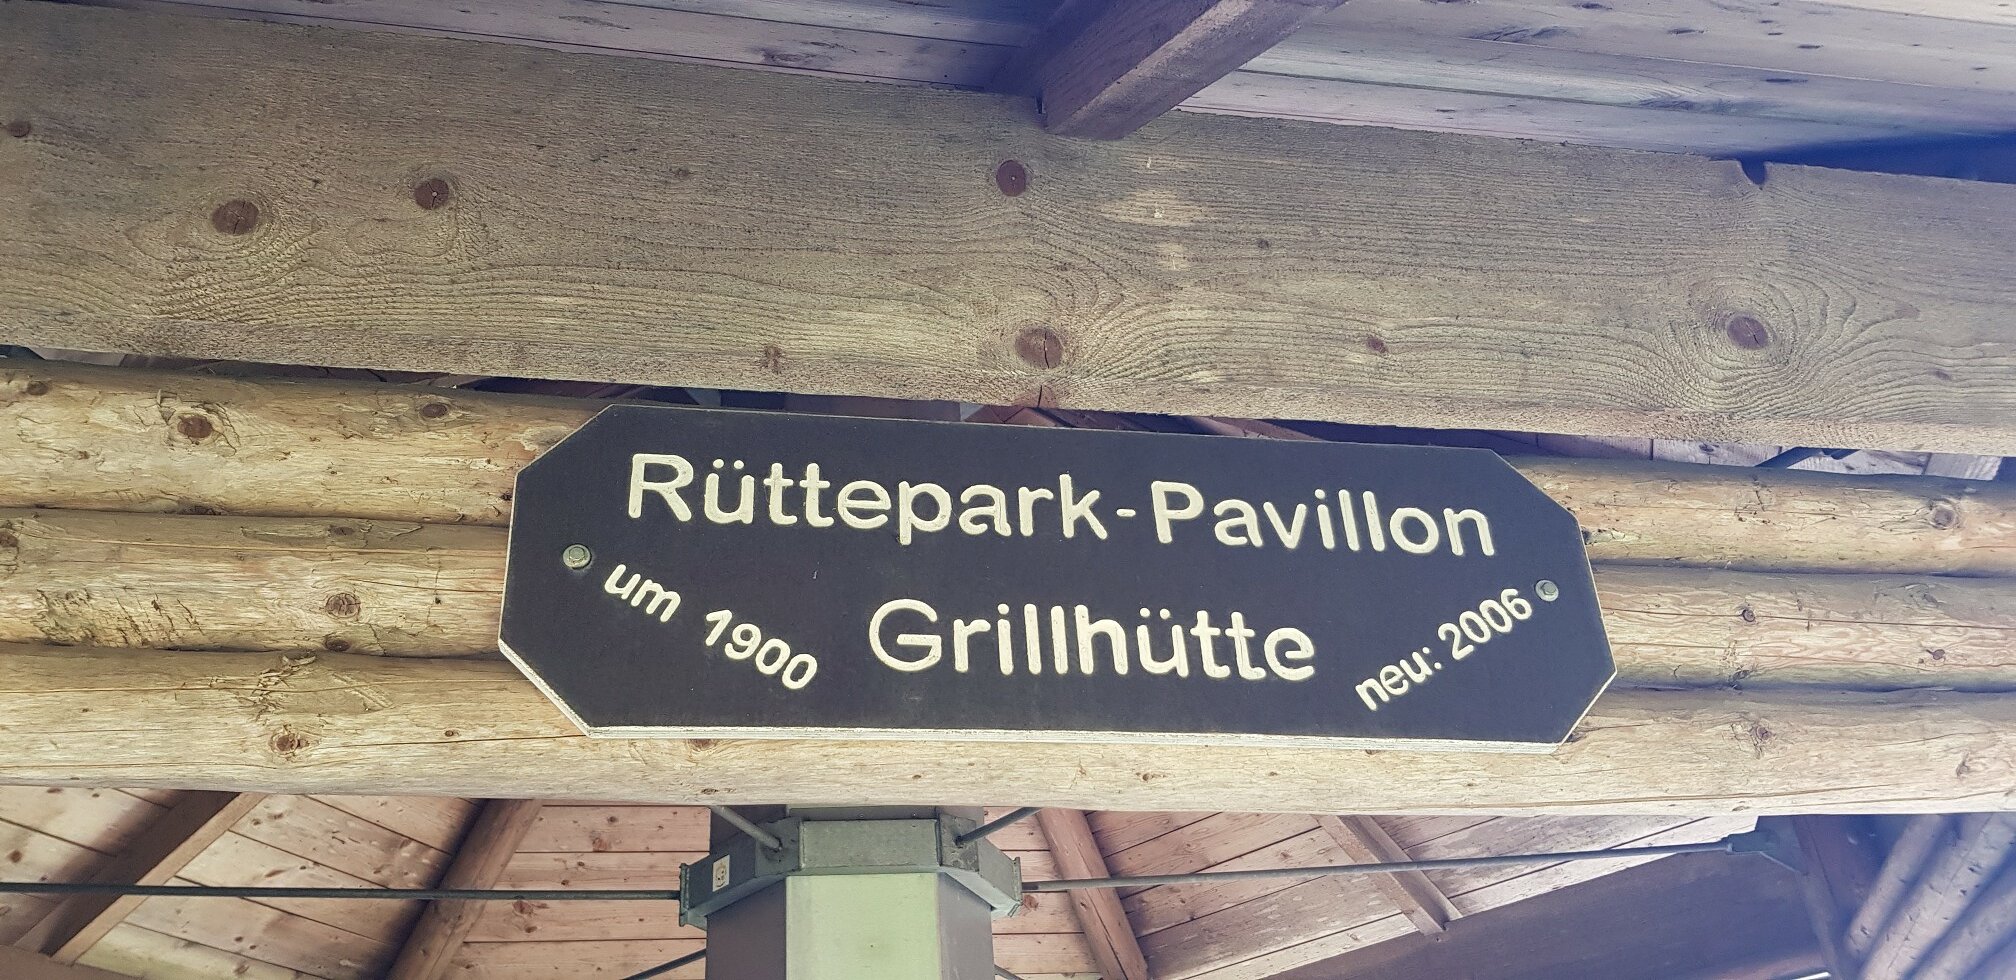 Rüttepark-Pavillon
um 1900
Grillhütte
neu: 2006